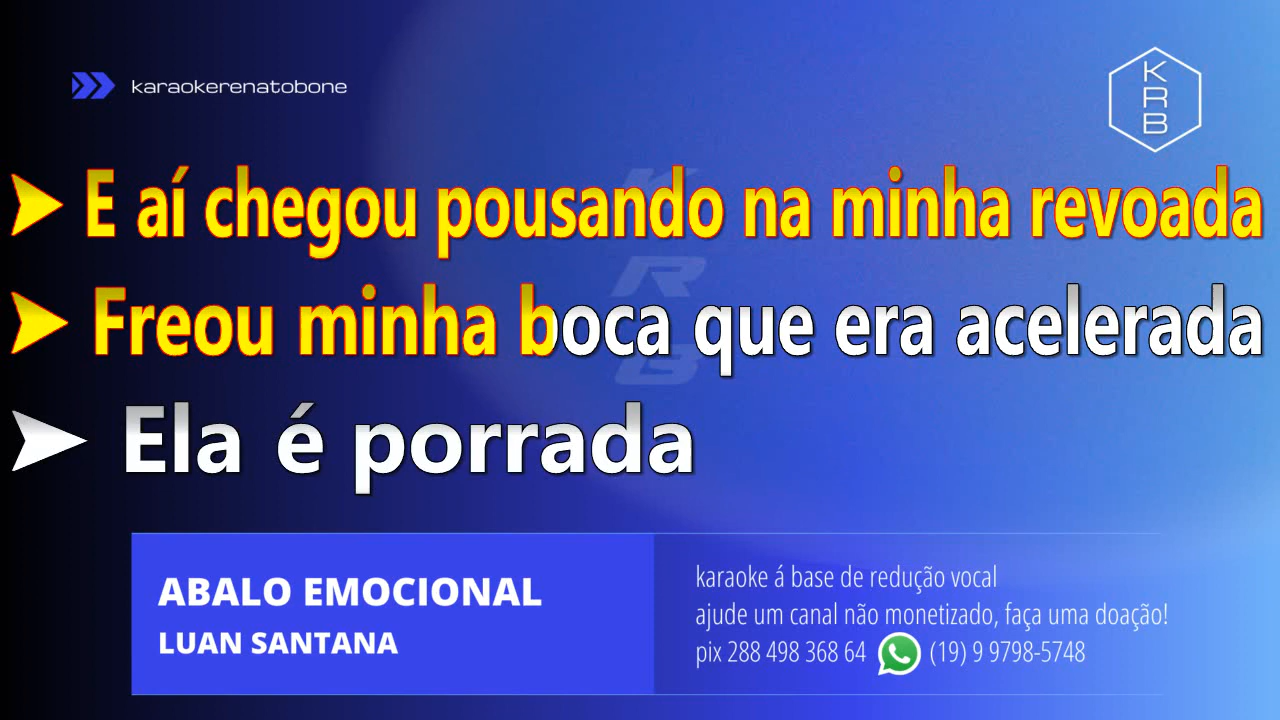 karaokerenatobone
K
R
B
➤ E aí chegou pousando na minha revoada
➤ Freou minha boca que era acelerada
➤ Ela é porrada
K
R
B
ABALO EMOCIONAL
LUAN SANTANA
karaoke á base de redução vocal
ajude um canal não monetizado, faça uma doação!
pix 288 498 368 64 (19) 9 9798-5748